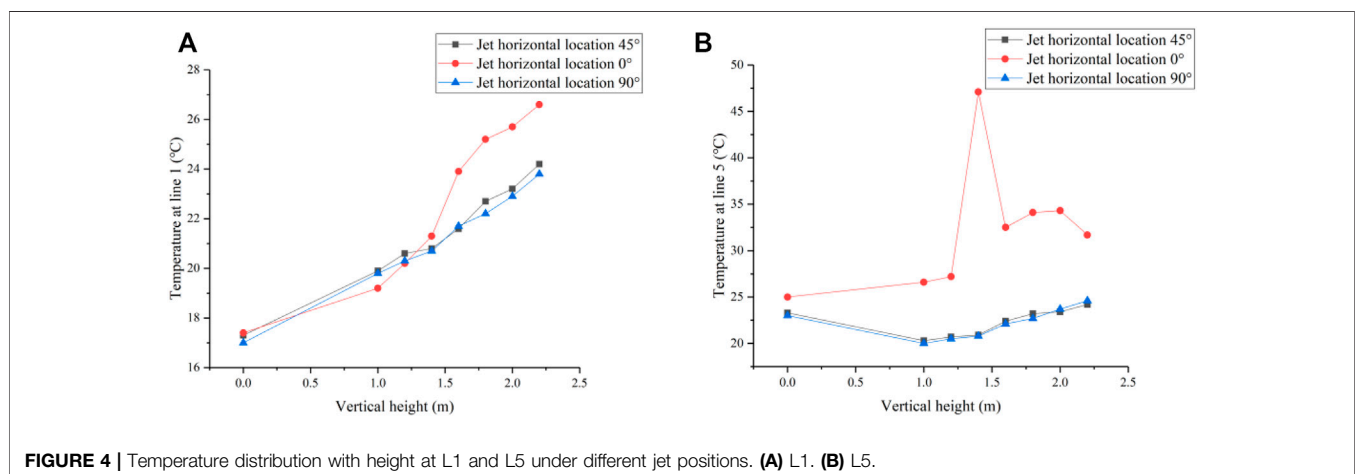 A
Jet horizontal location 45°
Jet horizontal location 0°
Jet horizontal location 90°
28
26
24
22
20
18
16
Temperature at line 1 (℃)
0.0 0.5 1.0 1.5 2.0 2.5
Vertical height (m)
B
Jet horizontal location 45°
Jet horizontal location 0°
Jet horizontal location 90°
50
45
40
35
30
25
20
Temperature at line 5 (℃)
0.0 0.5 1.0 1.5 2.0 2.5
Vertical height (m)
FIGURE 4 | Temperature distribution with height at L1 and L5 under different jet positions. (A) L1. (B) L5.